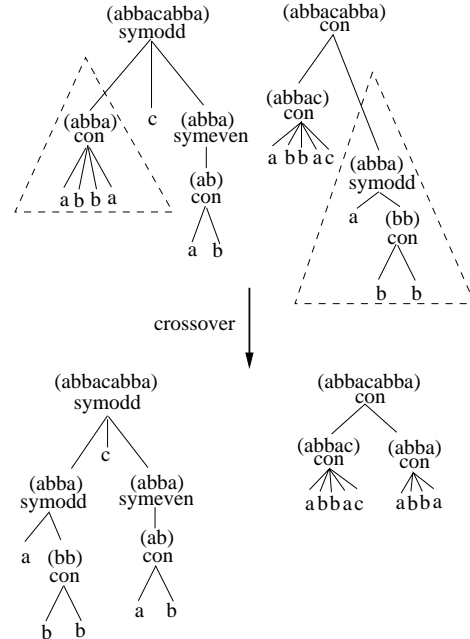 (abbacabba)
symodd
(abba)
con
a b b a
c
(abba)
symeven
(ab)
con
a b
(abbacabba)
con
(abbac)
con
a b b a c
(abba)
symodd
a
(bb)
con
b b
crossover
(abbacabba)
symodd
c
(abba)
symodd
a
(bb)
con
b b
(abba)
symeven
(ab)
con
a b
(abbacabba)
con
(abbac)
con
a b b a c
(abba)
con
a b b a